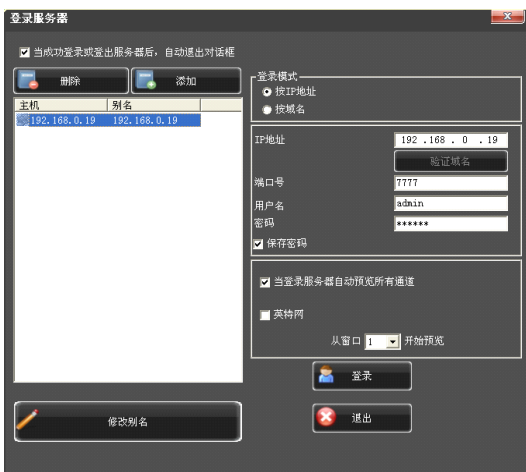 登录服务器
当成功登录或登出服务器后，自动退出对话框
删除 添加
主机 别名
192.168.0.19 192.168.0.19
修改别名
登录模式
按IP地址
按域名
IP地址 192 .168 . 0 . 19
验证域名
端口号 7777
用户名 admin
密码 ******
保存密码
当登录服务器自动预览所有通道
英特网
从窗口 1 开始预览
登录
退出